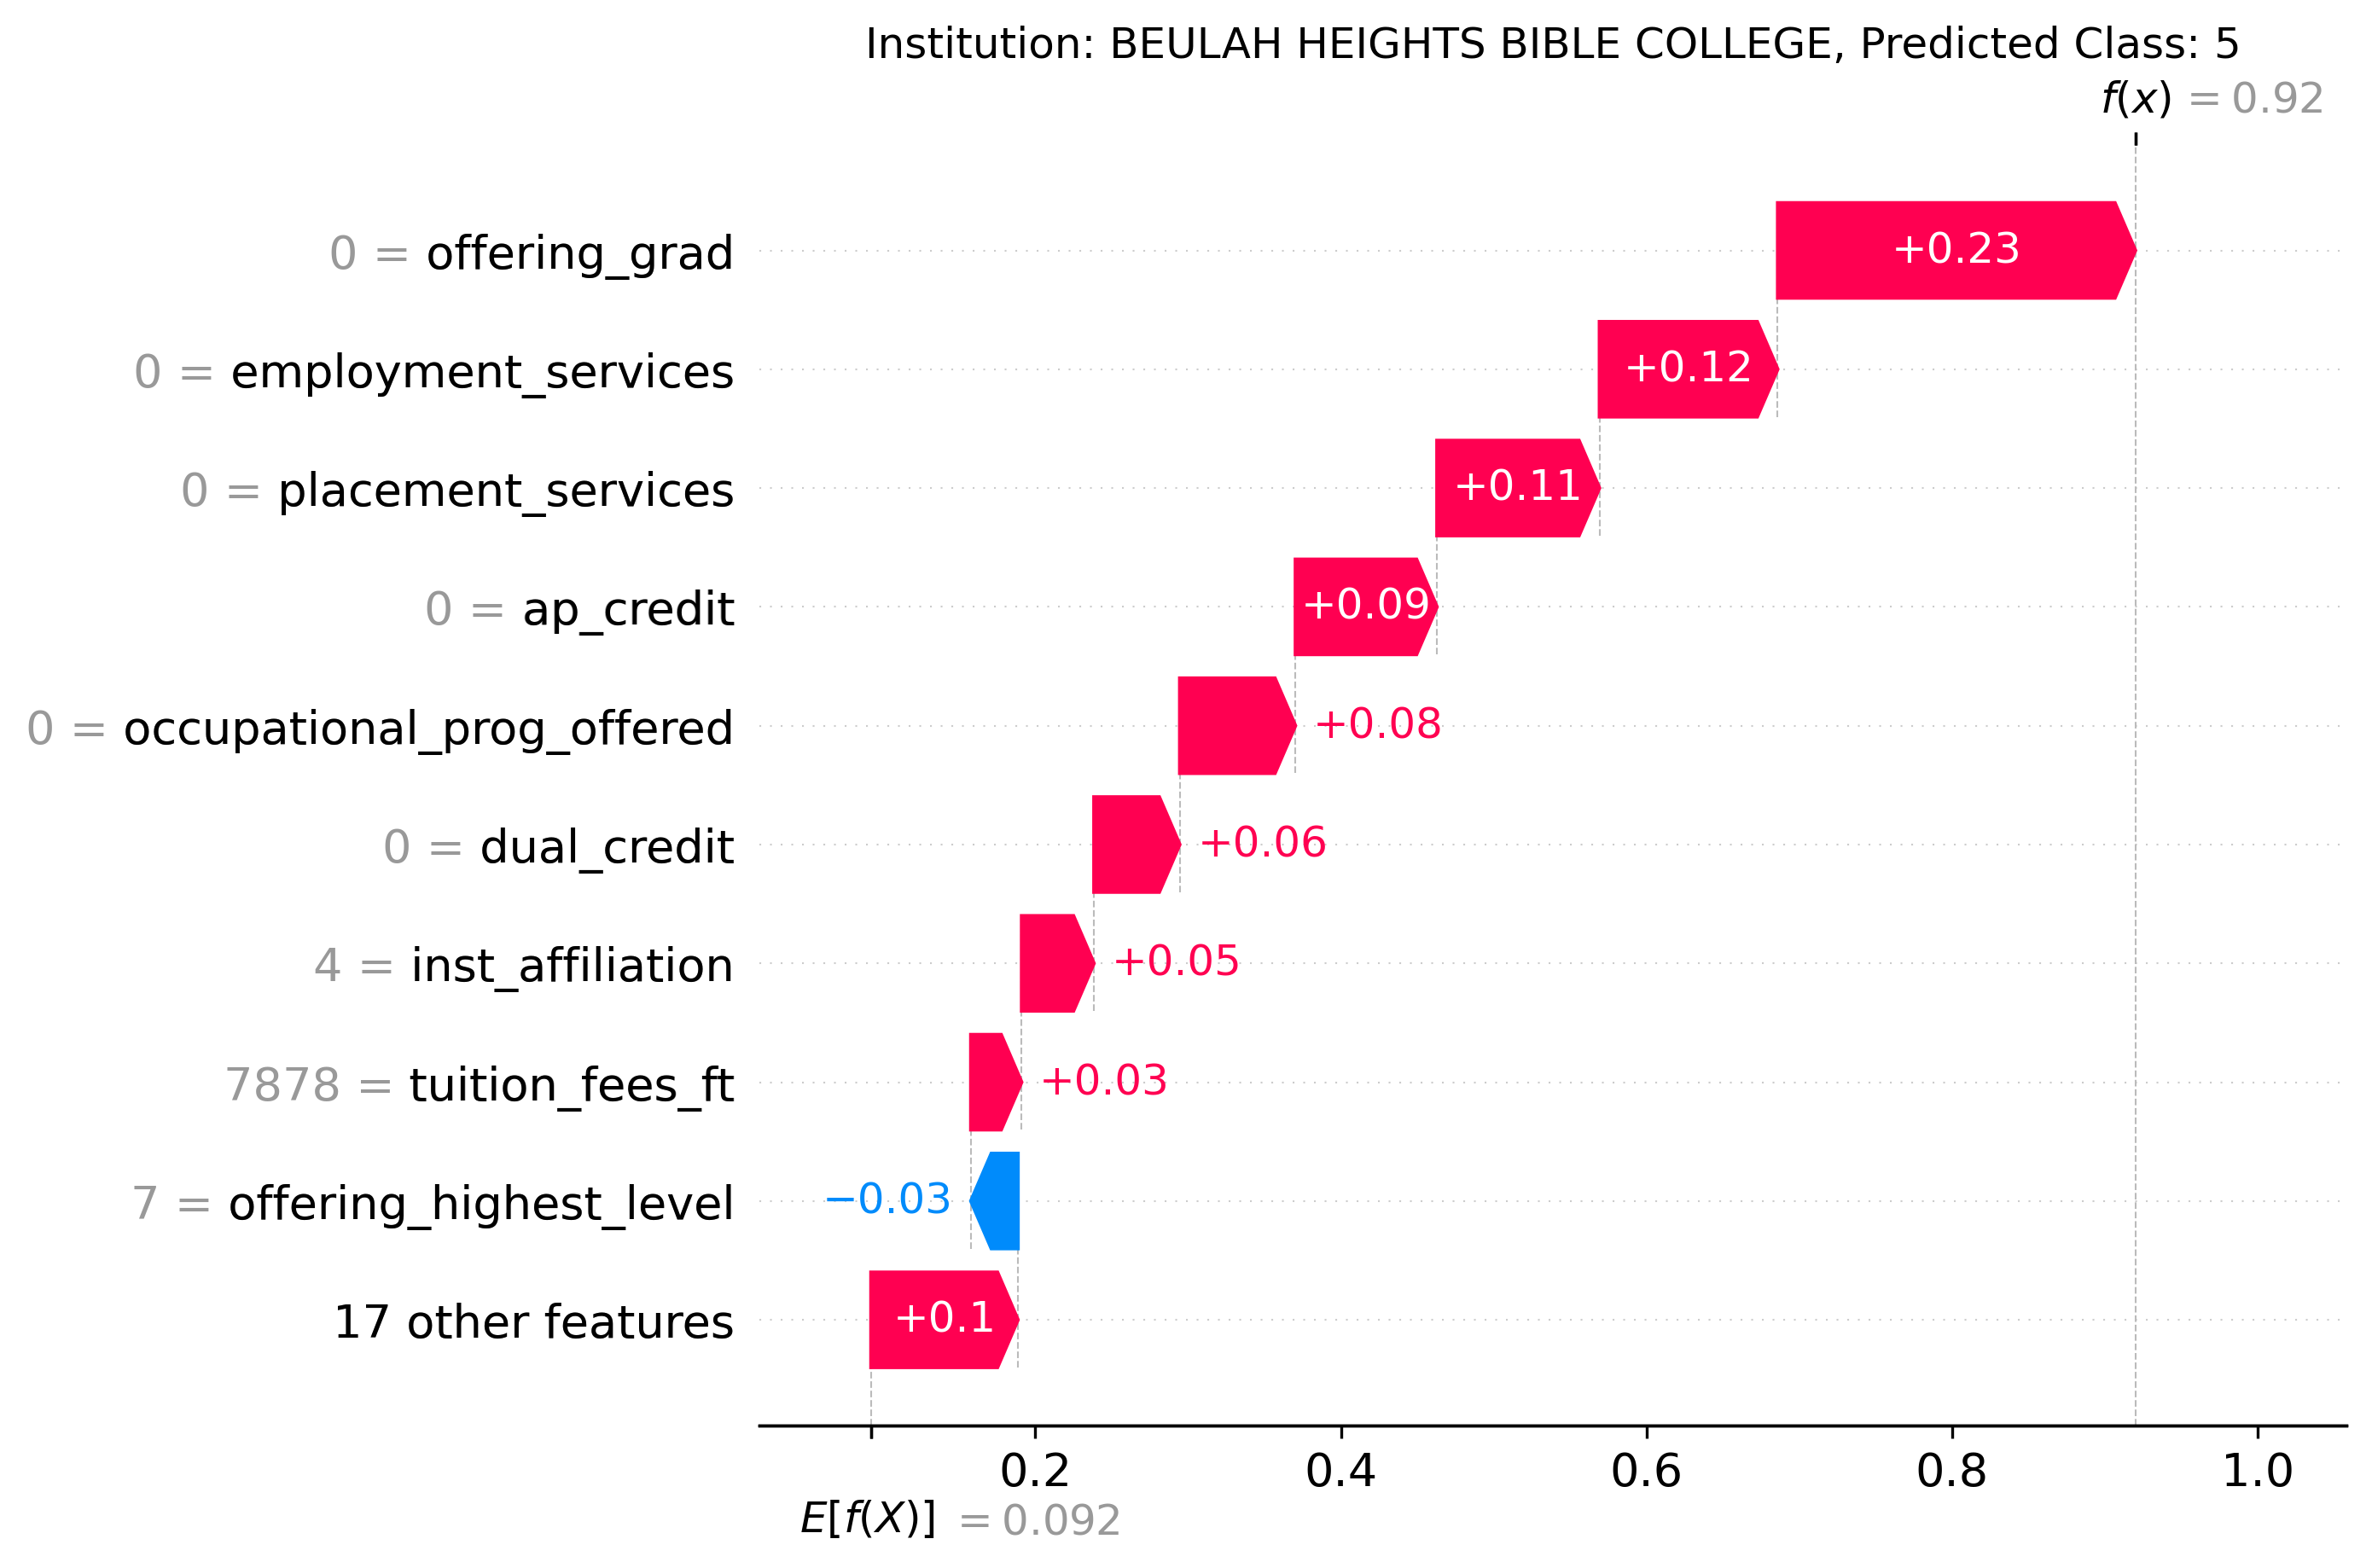 Institution: BEULAH HEIGHTS BIBLE COLLEGE, Predicted Class: 5
f(x) = 0.92
0 = offering_grad +0.23
0 = employment_services +0.12
0 = placement_services +0.11
0 = ap_credit +0.09
0 = occupational_prog_offered +0.08
0 = dual_credit +0.06
4 = inst_affiliation +0.05
7878 = tuition_fees_ft +0.03
7 = offering_highest_level −0.03
17 other features +0.1
0.2 0.4 0.6 0.8 1.0
E[f(X)] = 0.092